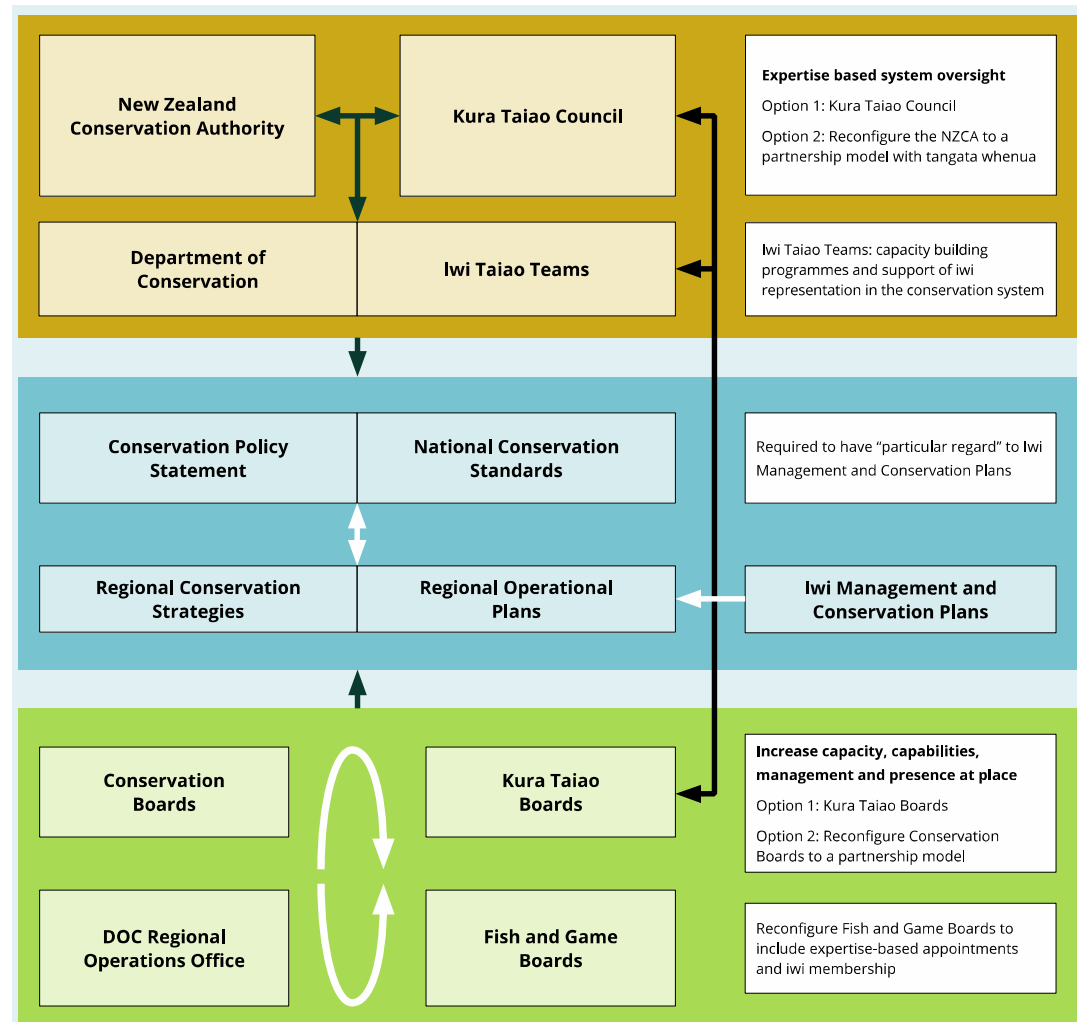 New Zealand
Conservation Authority
Kura Taiao Council
Expertise based system oversight
Option 1: Kura Taiao Council
Option 2: Reconfigure the NZCA to a
partnership model with tangata whenua
Department of
Conservation
Iwi Taiao Teams
Iwi Taiao Teams: capacity building
programmes and support of iwi
representation in the conservation system
Conservation Policy
Statement
National Conservation
Standards
Required to have “particular regard” to Iwi
Management and Conservation Plans
Regional Conservation
Strategies
Regional Operational
Plans
Iwi Management and
Conservation Plans
Conservation
Boards
Kura Taiao
Boards
Increase capacity, capabilities,
management and presence at place
Option 1: Kura Taiao Boards
Option 2: Reconfigure Conservation
Boards to a partnership model
DOC Regional
Operations Office
Fish and Game
Boards
Reconfigure Fish and Game Boards to
include expertise-based appointments
and iwi membership